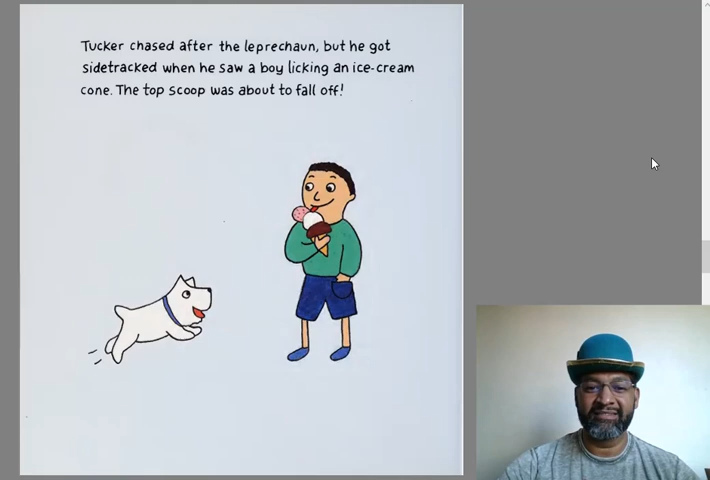 Tucker chased after the leprechaun, but he got
sidetracked when he saw a boy licking an ice-cream
cone. The top scoop was about to fall off!